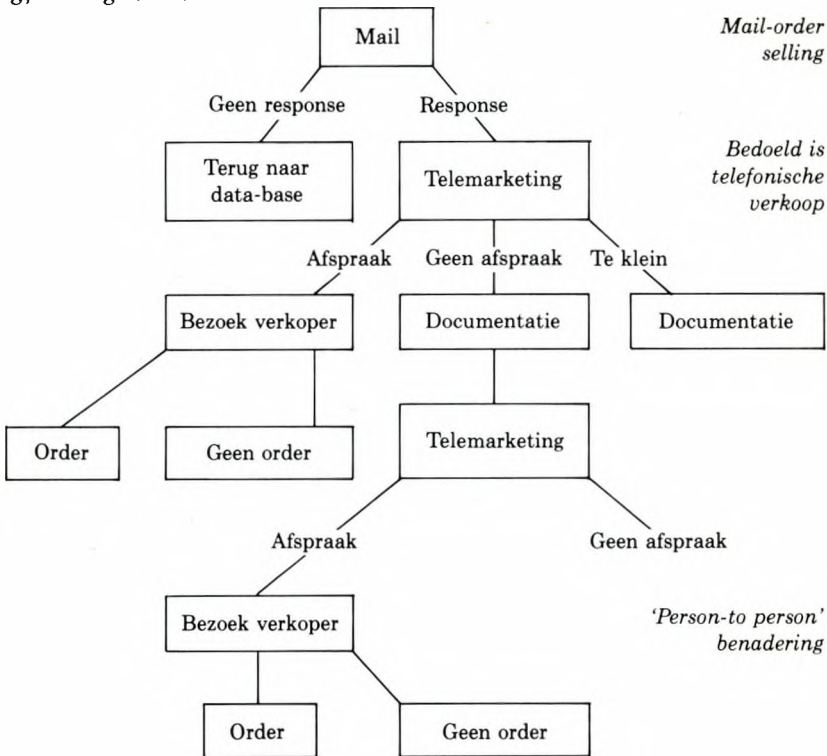 Mail
Mail-order
selling
Geen response
Response
Terug naar
data-base
Telemarketing
Bedoeld is
telefonische
verkoop
Afspraak
Geen afspraak
Te klein
Bezoek verkoper
Documentatie
Documentatie
Order
Geen order
Telemarketing
Afspraak
Geen afspraak
Bezoek verkoper
'Person-to person'
benadering
Order
Geen order